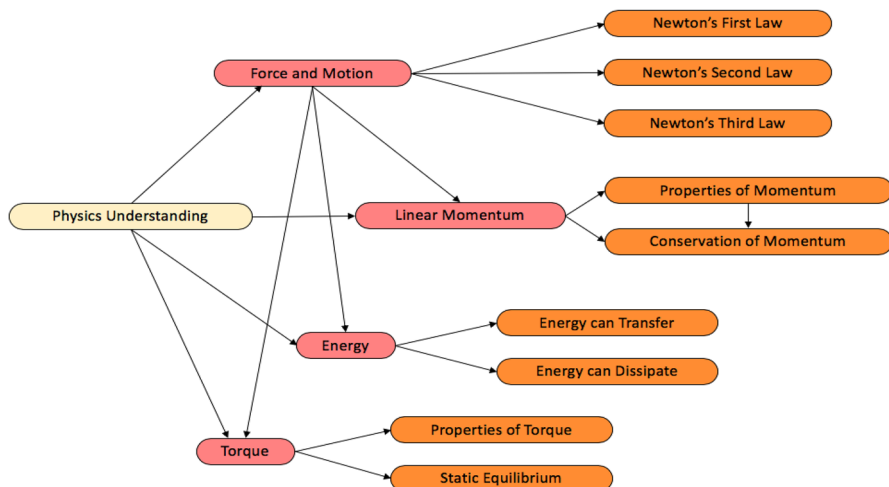 Newton's First Law
Force and Motion
Newton's Second Law
Newton's Third Law
Properties of Momentum
Physics Understanding
Linear Momentum
Conservation of Momentum
Energy can Transfer
Energy
Energy can Dissipate
Properties of Torque
Torque
Static Equilibrium